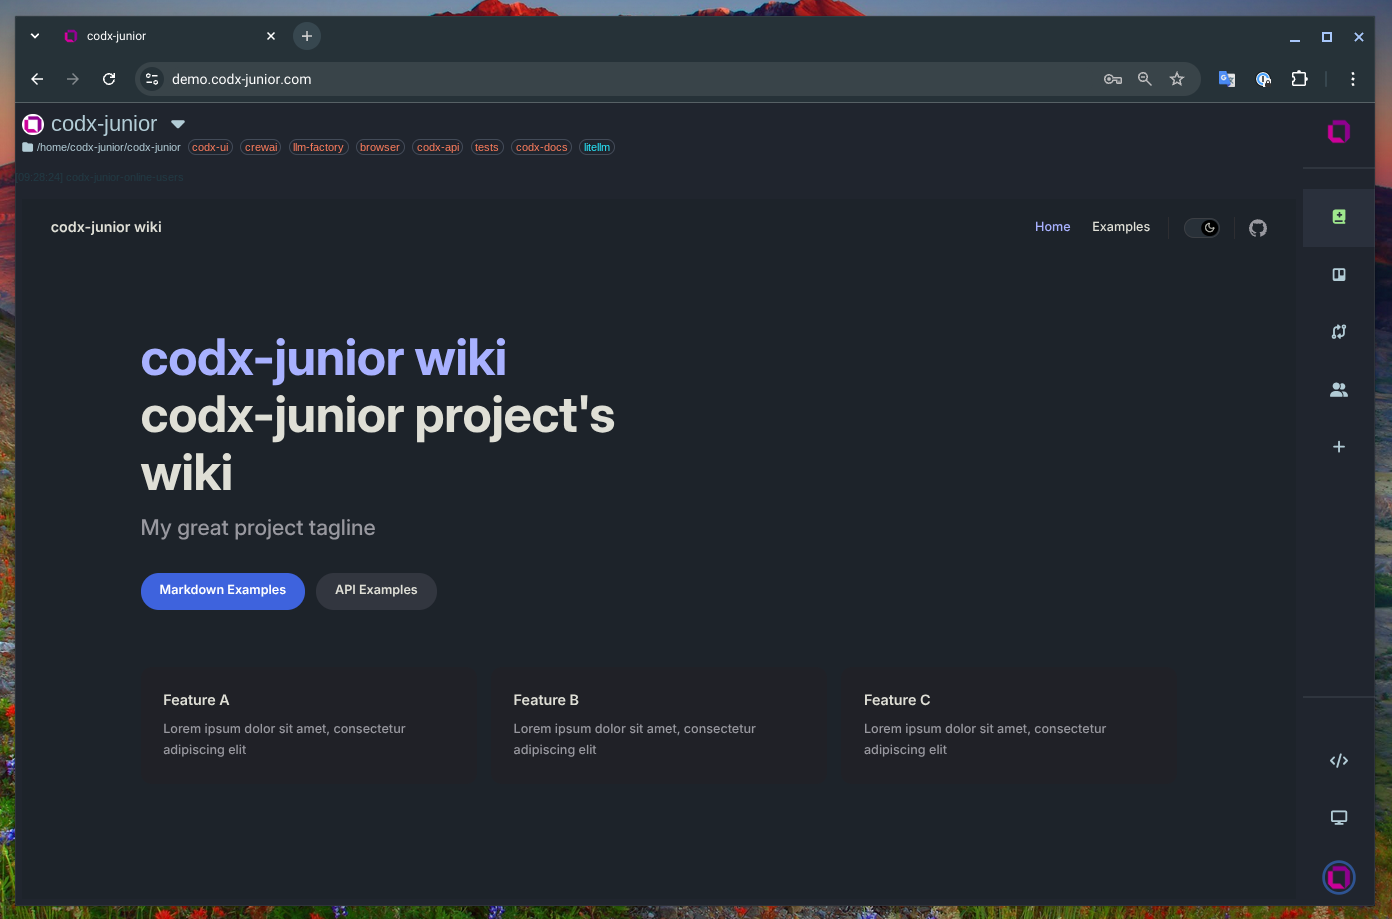 codx-junior
demo.codx-junior.com
codx-junior
/home/codx-junior/codx-junior codx-ui crewai llm-factory browser codx-api tests codx-docs litellm
[09:28:24] codx-junior-online-users
codx-junior wiki Home Examples
codx-junior wiki
codx-junior project's
wiki
My great project tagline
Markdown Examples API Examples
Feature A
Lorem ipsum dolor sit amet, consectetur
adipiscing elit
Feature B
Lorem ipsum dolor sit amet, consectetur
adipiscing elit
Feature C
Lorem ipsum dolor sit amet, consectetur
adipiscing elit